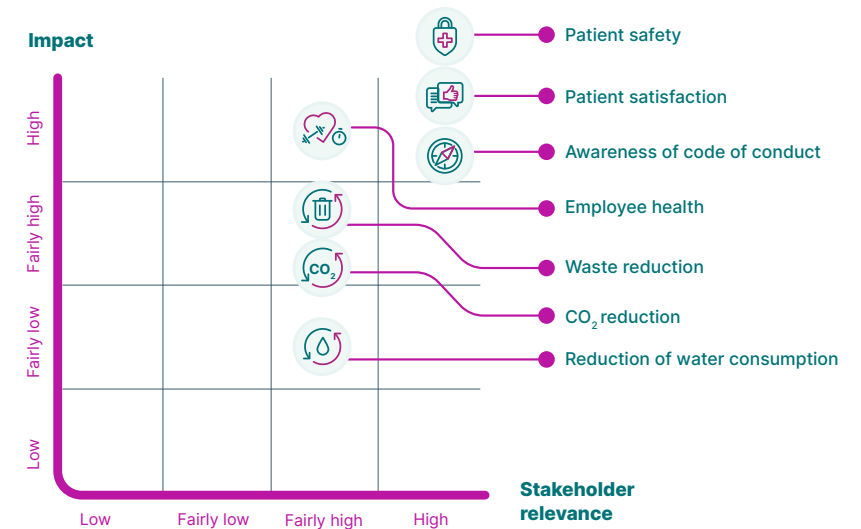 Impact
Patient safety
Patient satisfaction
Awareness of code of conduct
Employee health
Waste reduction
CO₂ reduction
Reduction of water consumption
High
Fairly high
Fairly low
Low
CO₂
Low
Fairly low
Fairly high
High
Stakeholder
relevance